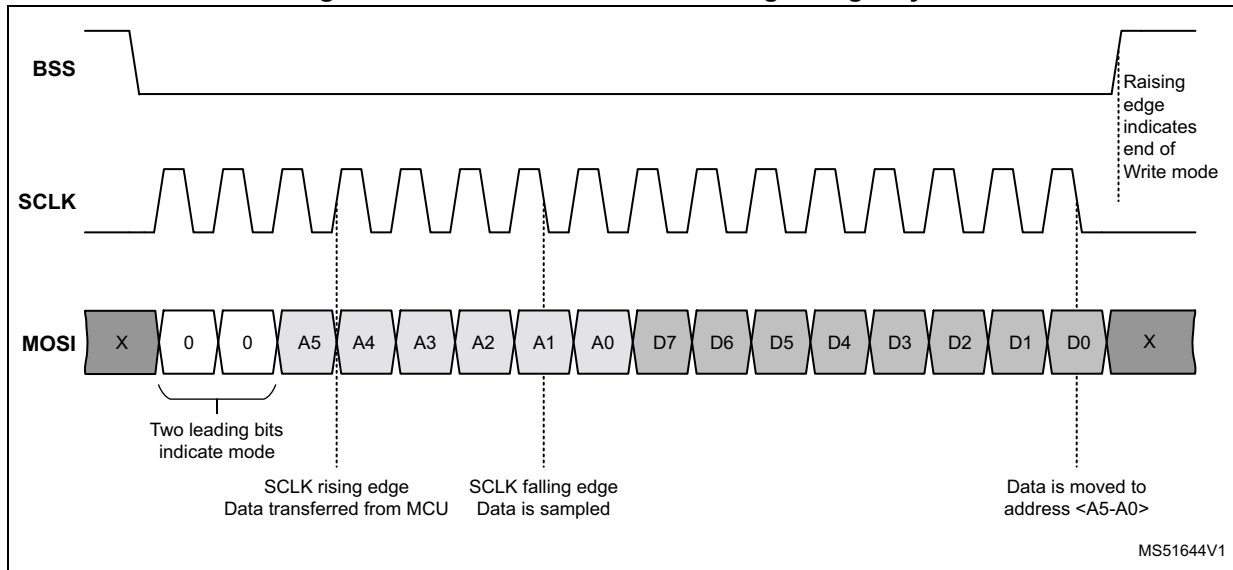 BSS
Raising
edge
indicates
end of
Write mode
SCLK
MOSI X 0 0 A5 A4 A3 A2 A1 A0 D7 D6 D5 D4 D3 D2 D1 D0 X
Two leading bits
indicate mode
SCLK rising edge
Data transferred from MCU
SCLK falling edge
Data is sampled
Data is moved to
address <A5-A0>
MS51644V1